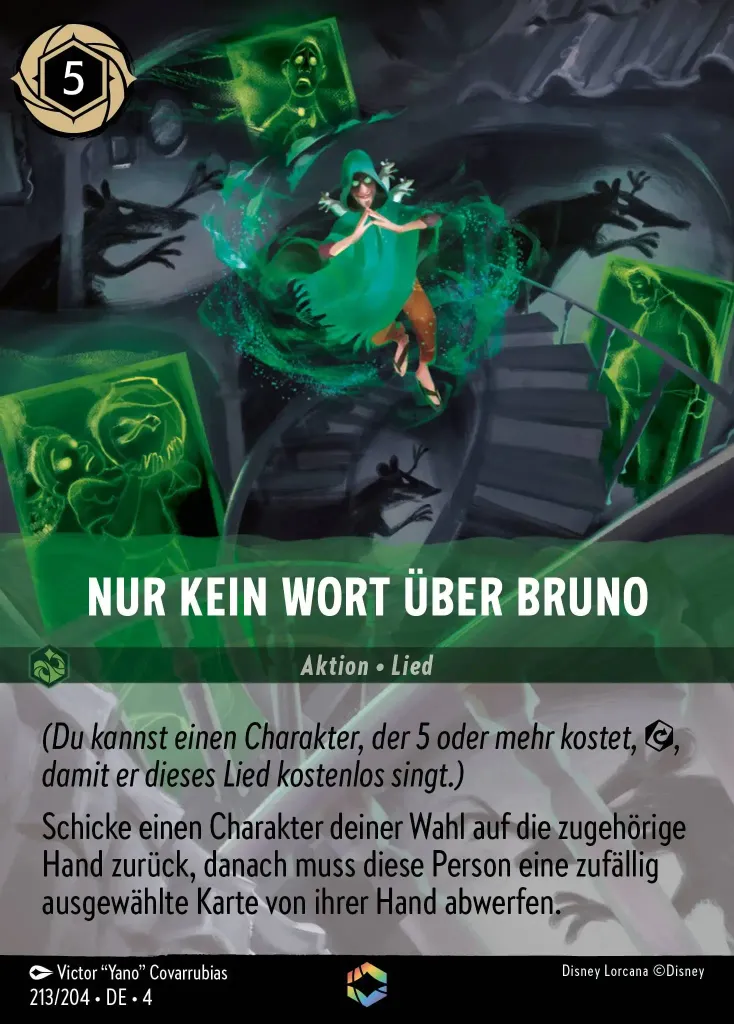 5
NUR KEIN WORT ÜBER BRUNO
Aktion • Lied
(Du kannst einen Charakter, der 5 oder mehr kostet, ,
damit er dieses Lied kostenlos singt.)
Schicke einen Charakter deiner Wahl auf die zugehörige
Hand zurück, danach muss diese Person eine zufällig
ausgewählte Karte von ihrer Hand abwerfen.
Victor “Yano” Covarrubias
Disney Lorcana ©Disney
213/204 • DE • 4